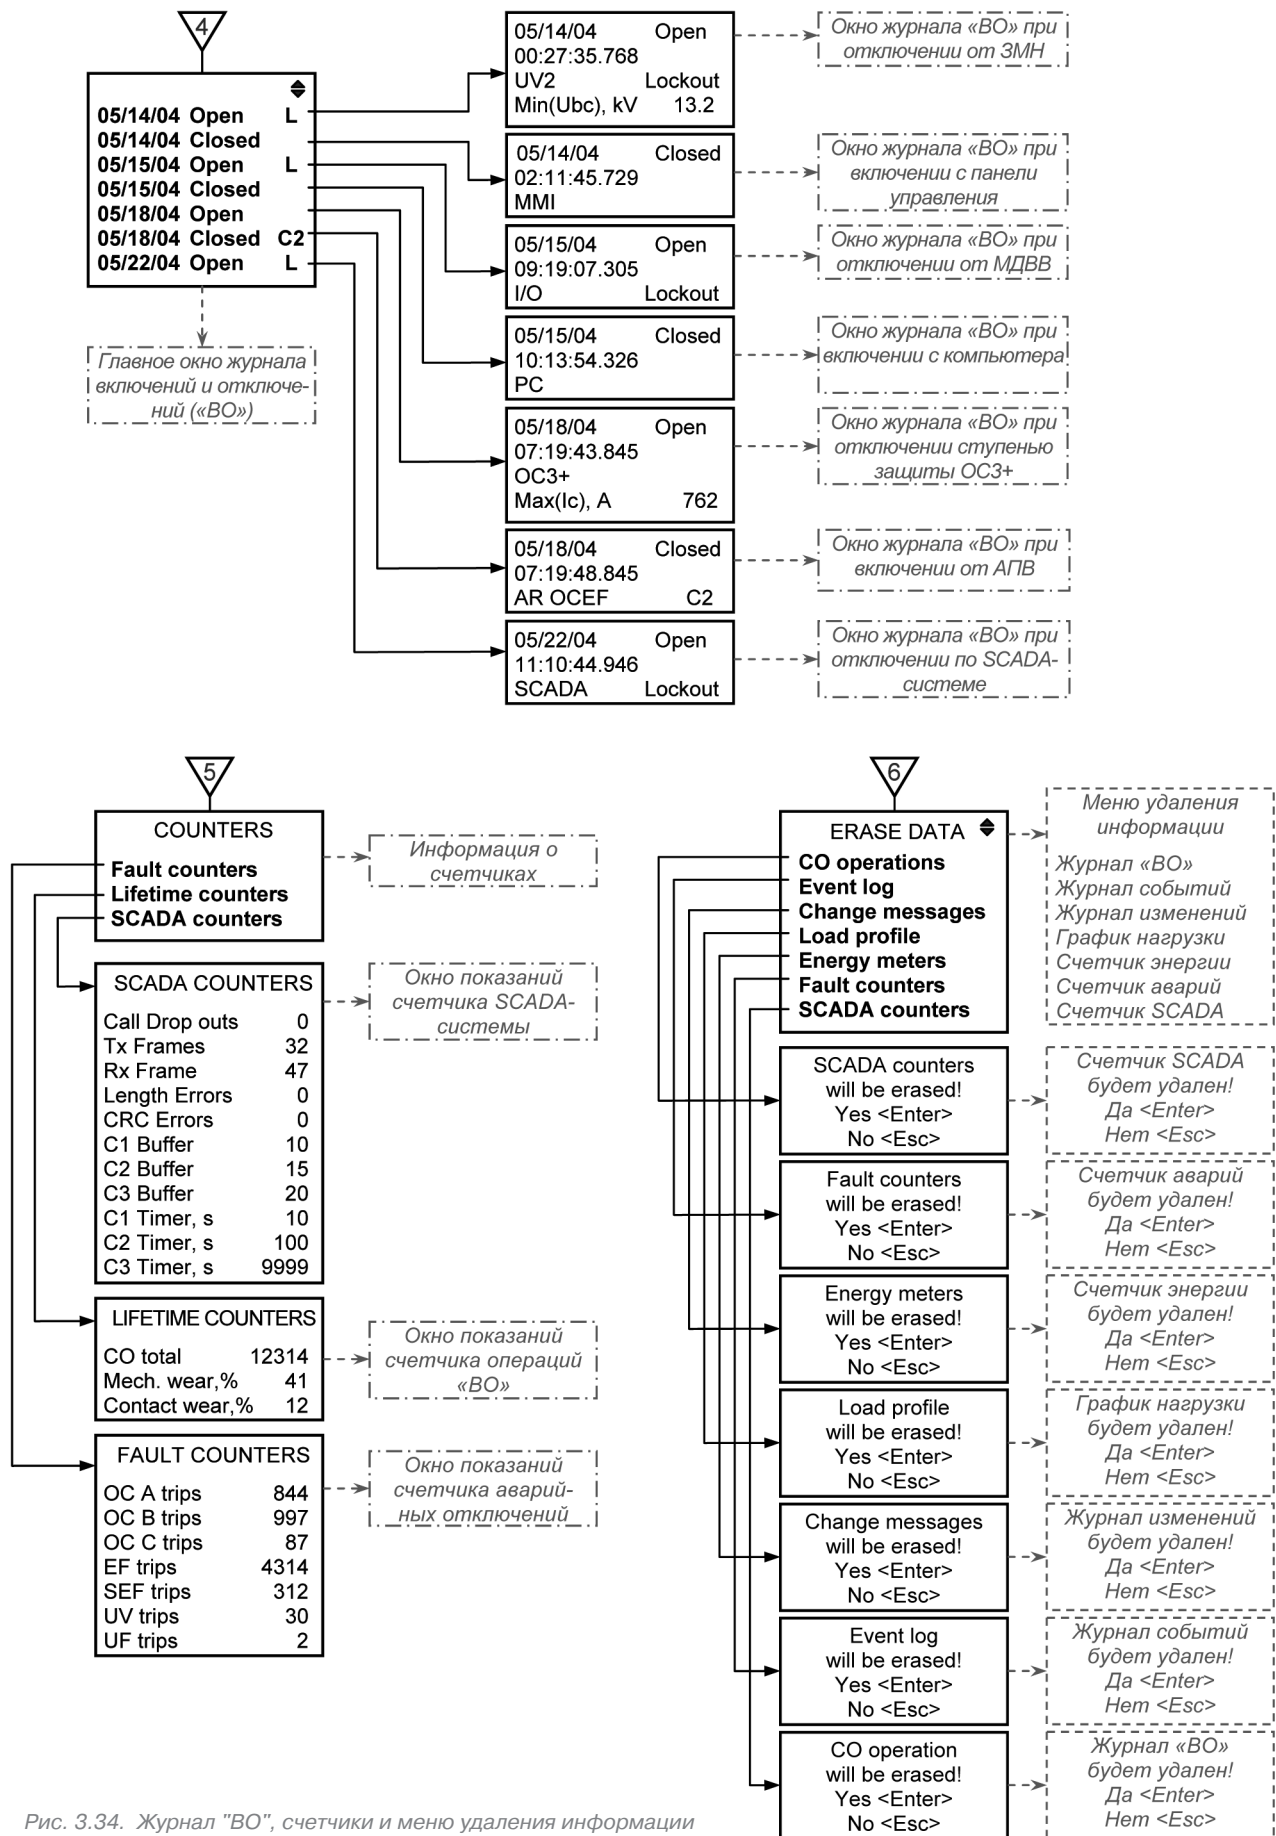 4
05/14/04 Open L
05/14/04 Closed
05/15/04 Open L
05/15/04 Closed
05/18/04 Open
05/18/04 Closed C2
05/22/04 Open L
Главное окно журнала
включений и отключе-
ний («ВО»)
05/14/04 Open
00:27:35.768
UV2 Lockout
Min(Ubc), kV 13.2
Окно журнала «ВО» при
отключении от ЗМН
05/14/04 Closed
02:11:45.729
MMI
Окно журнала «ВО» при
включении с панели
управления
05/15/04 Open
09:19:07.305
I/O Lockout
Окно журнала «ВО» при
отключении от МДВВ
05/15/04 Closed
10:13:54.326
PC
Окно журнала «ВО» при
включении с компьютера
05/18/04 Open
07:19:43.845
OC3+
Max(Ic), A 762
Окно журнала «ВО» при
отключении ступенью
защиты ОС3+
05/18/04 Closed
07:19:48.845
AR OCEF C2
Окно журнала «ВО» при
включении от АПВ
05/22/04 Open
11:10:44.946
SCADA Lockout
Окно журнала «ВО» при
отключении по SCADA-
системе
5
COUNTERS
Fault counters
Lifetime counters
SCADA counters
Информация о
счетчиках
SCADA COUNTERS
Call Drop outs 0
Tx Frames 32
Rx Frame 47
Length Errors 0
CRC Errors 0
C1 Buffer 10
C2 Buffer 15
C3 Buffer 20
C1 Timer, s 10
C2 Timer, s 100
C3 Timer, s 9999
Окно показаний
счетчика SCADA-
системы
LIFETIME COUNTERS
CO total 12314
Mech. wear,% 41
Contact wear,% 12
Окно показаний
счетчика операций
«ВО»
FAULT COUNTERS
OC A trips 844
OC B trips 997
OC C trips 87
EF trips 4314
SEF trips 312
UV trips 30
UF trips 2
Окно показаний
счетчика аварий-
ных отключений
6
ERASE DATA
CO operations
Event log
Change messages
Load profile
Energy meters
Fault counters
SCADA counters
Меню удаления
информации
Журнал «ВО»
Журнал событий
Журнал изменений
График нагрузки
Счетчик энергии
Счетчик аварий
Счетчик SCADA
SCADA counters
will be erased!
Yes <Enter>
No <Esc>
Счетчик SCADA
будет удален!
Да <Enter>
Нет <Esc>
Fault counters
will be erased!
Yes <Enter>
No <Esc>
Счетчик аварий
будет удален!
Да <Enter>
Нет <Esc>
Energy meters
will be erased!
Yes <Enter>
No <Esc>
Счетчик энергии
будет удален!
Да <Enter>
Нет <Esc>
Load profile
will be erased!
Yes <Enter>
No <Esc>
График нагрузки
будет удален!
Да <Enter>
Нет <Esc>
Change messages
will be erased!
Yes <Enter>
No <Esc>
Журнал изменений
будет удален!
Да <Enter>
Нет <Esc>
Event log
will be erased!
Yes <Enter>
No <Esc>
Журнал событий
будет удален!
Да <Enter>
Нет <Esc>
CO operation
will be erased!
Yes <Enter>
No <Esc>
Журнал «ВО»
будет удален!
Да <Enter>
Нет <Esc>
Рис. 3.34. Журнал "ВО", счетчики и меню удаления информации